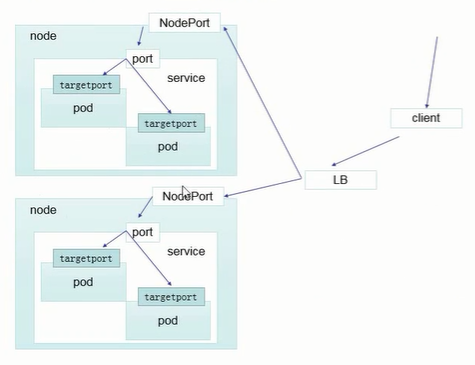 NodePort
node
port
service
targetport
pod
targetport
pod
client
LB
NodePort
node
port
service
targetport
pod
targetport
pod